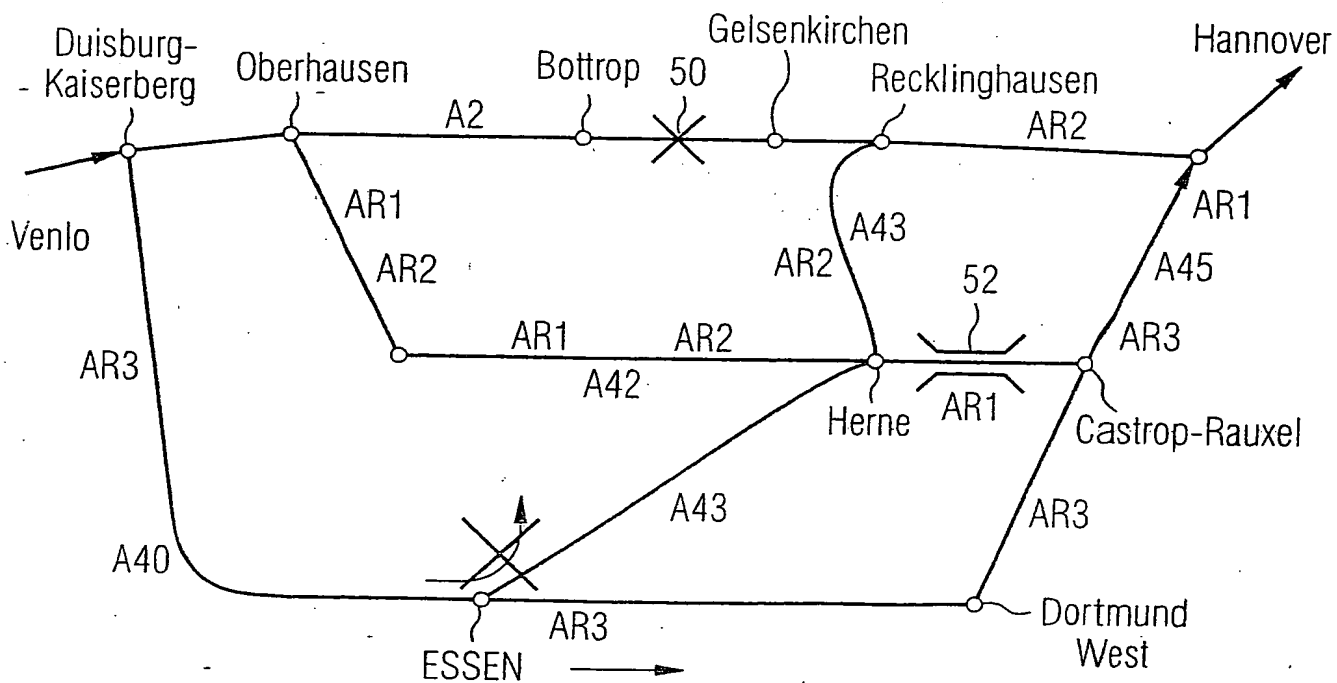 Duisburg-
Kaiserberg
Oberhausen
Bottrop
50
Gelsenkirchen
Recklinghausen
Hannover
A2
AR2
Venlo
AR1
AR2
A43
AR2
AR1
A45
52
AR3
AR3
AR1
AR2
A42
Herne
AR1
Castrop-Rauxel
A43
AR3
A40
AR3
ESSEN
Dortmund
West